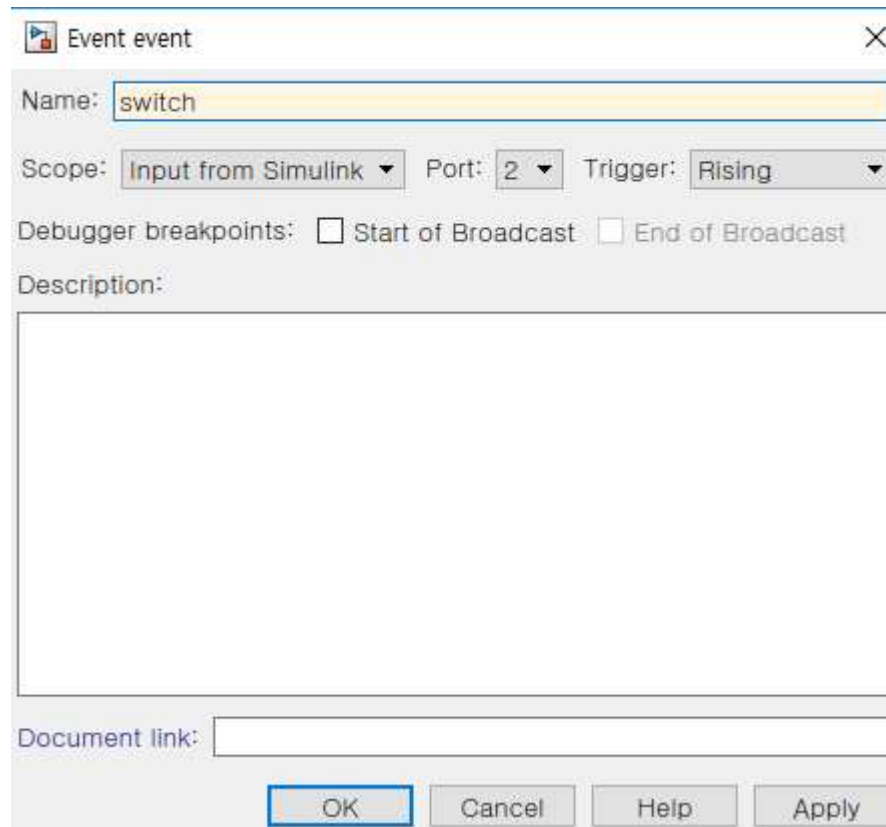 Event event
Name: switch
Scope: Input from Simulink Port: 2 Trigger: Rising
Debugger breakpoints: Start of Broadcast End of Broadcast
Description:
Document link:
OK Cancel Help Apply